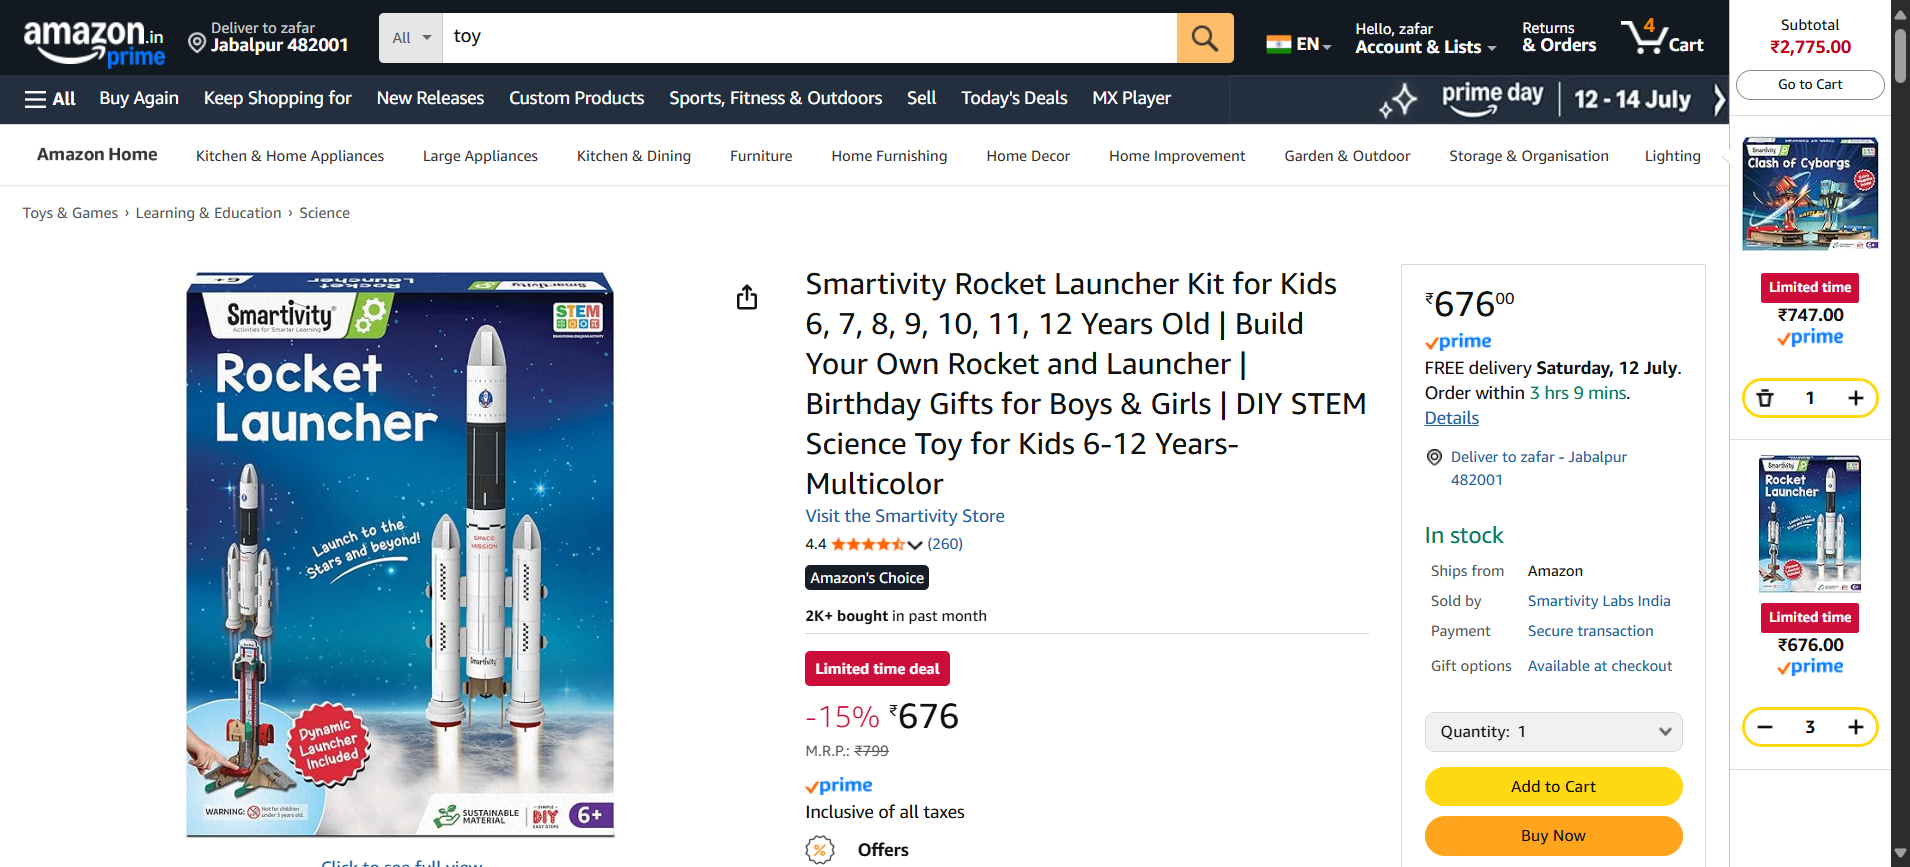 amazon.in
prime
Deliver to zafar
Jabalpur 482001
All
toy
EN
Hello, zafar
Account & Lists
Returns
& Orders
4
Cart
Subtotal
₹2,775.00
Go to Cart
All
Buy Again
Keep Shopping for
New Releases
Custom Products
Sports, Fitness & Outdoors
Sell
Today's Deals
MX Player
prime day
12 - 14 July
Amazon Home
Kitchen & Home Appliances
Large Appliances
Kitchen & Dining
Furniture
Home Furnishing
Home Decor
Home Improvement
Garden & Outdoor
Storage & Organisation
Lighting
Toys & Games › Learning & Education › Science
Rocket
Launcher
6+
Smartivity
Smartivity
Activities for Smarter Learning
STEM
Rocket
Launcher
Launch to the
Stars and beyond!
SPACE
MISSION
Smartivity
Dynamic
Launcher
Included
WARNING:
Not for children
under 3 years old.
SUSTAINABLE
MATERIAL
SIMPLE
DIY
EASY STEPS
6+
Click to see full view
Smartivity Rocket Launcher Kit for Kids
6, 7, 8, 9, 10, 11, 12 Years Old | Build
Your Own Rocket and Launcher |
Birthday Gifts for Boys & Girls | DIY STEM
Science Toy for Kids 6-12 Years-
Multicolor
Visit the Smartivity Store
4.4
(260)
Amazon's Choice
2K+ bought in past month
Limited time deal
-15% ₹676
M.R.P.: ₹799
prime
Inclusive of all taxes
%
Offers
₹67600
prime
FREE delivery Saturday, 12 July.
Order within 3 hrs 9 mins.
Details
Deliver to zafar - Jabalpur
482001
In stock
Ships from
Amazon
Sold by
Smartivity Labs India
Payment
Secure transaction
Gift options
Available at checkout
Quantity: 1
Add to Cart
Buy Now
Smartivity
Clash of Cyborgs
Limited time
₹747.00
prime
1
Smartivity
Rocket
Launcher
Limited time
₹676.00
prime
3